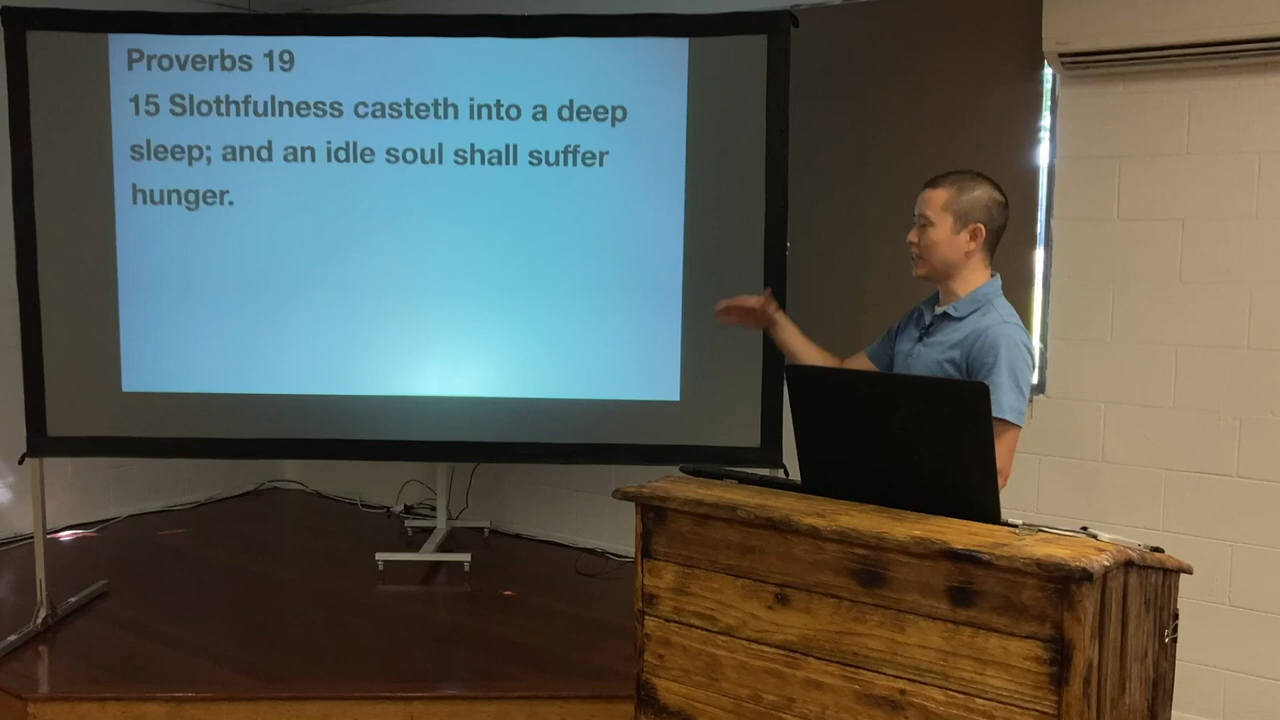 Proverbs 19
15 Slothfulness casteth into a deep
sleep; and an idle soul shall suffer
hunger.